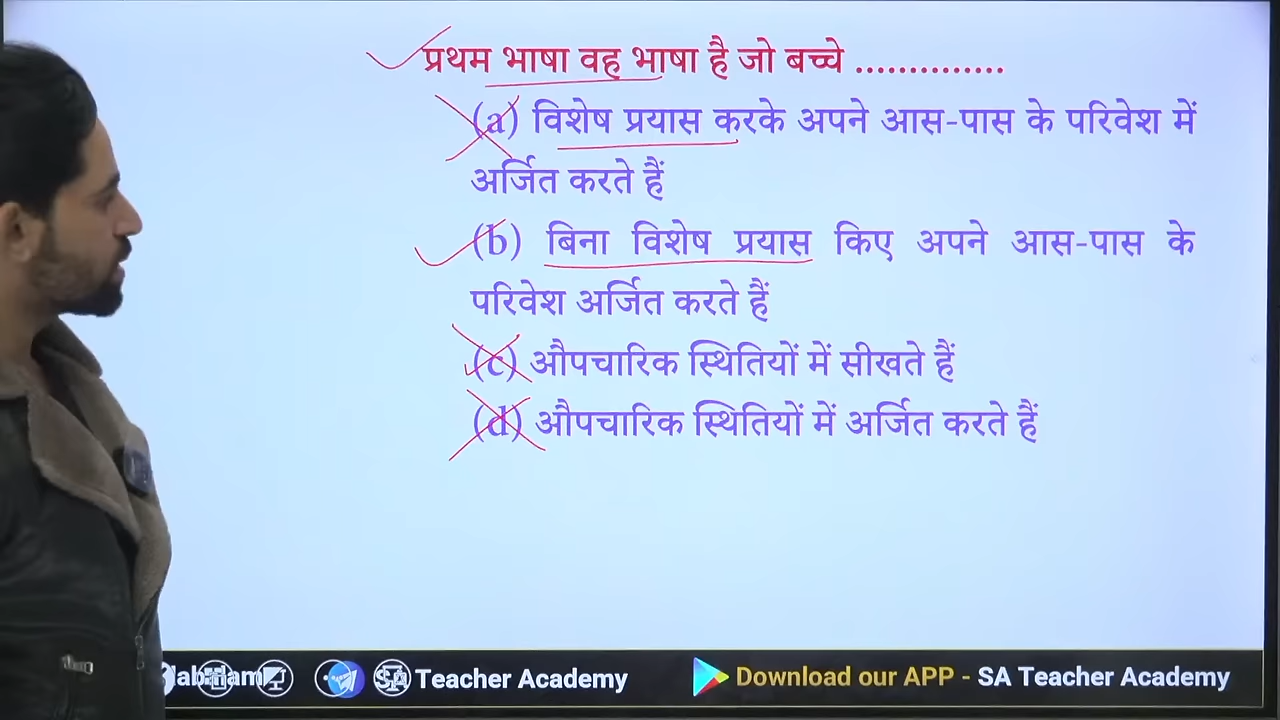 प्रथम भाषा वह भाषा है जो बच्चे ..............
(a) विशेष प्रयास करके अपने आस-पास के परिवेश में
अर्जित करते हैं
(b) बिना विशेष प्रयास किए अपने आस-पास के
परिवेश अर्जित करते हैं
(c) औपचारिक स्थितियों में सीखते हैं
(d) औपचारिक स्थितियों में अर्जित करते हैं
SA Teacher Academy
Download our APP - SA Teacher Academy